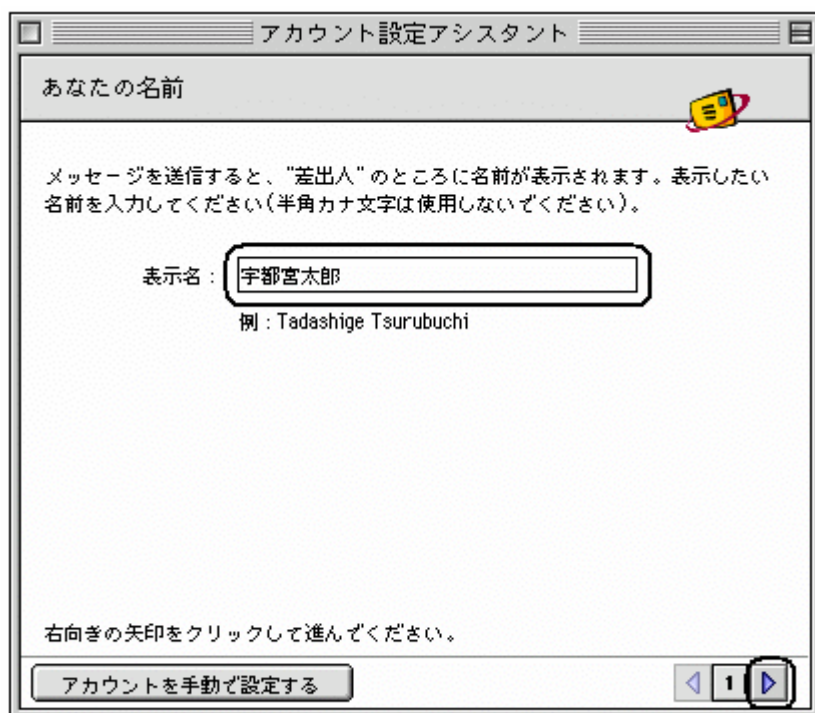 アカウント設定アシスタント
あなたの名前
メッセージを送信すると、"差出人"のところに名前が表示されます。表示したい
名前を入力してください(半角カナ文字は使用しないでください)。
表示名:
宇都宮太郎
例:Tadashige Tsurubuchi
右向きの矢印をクリックして進んでください。
アカウントを手動で設定する
1